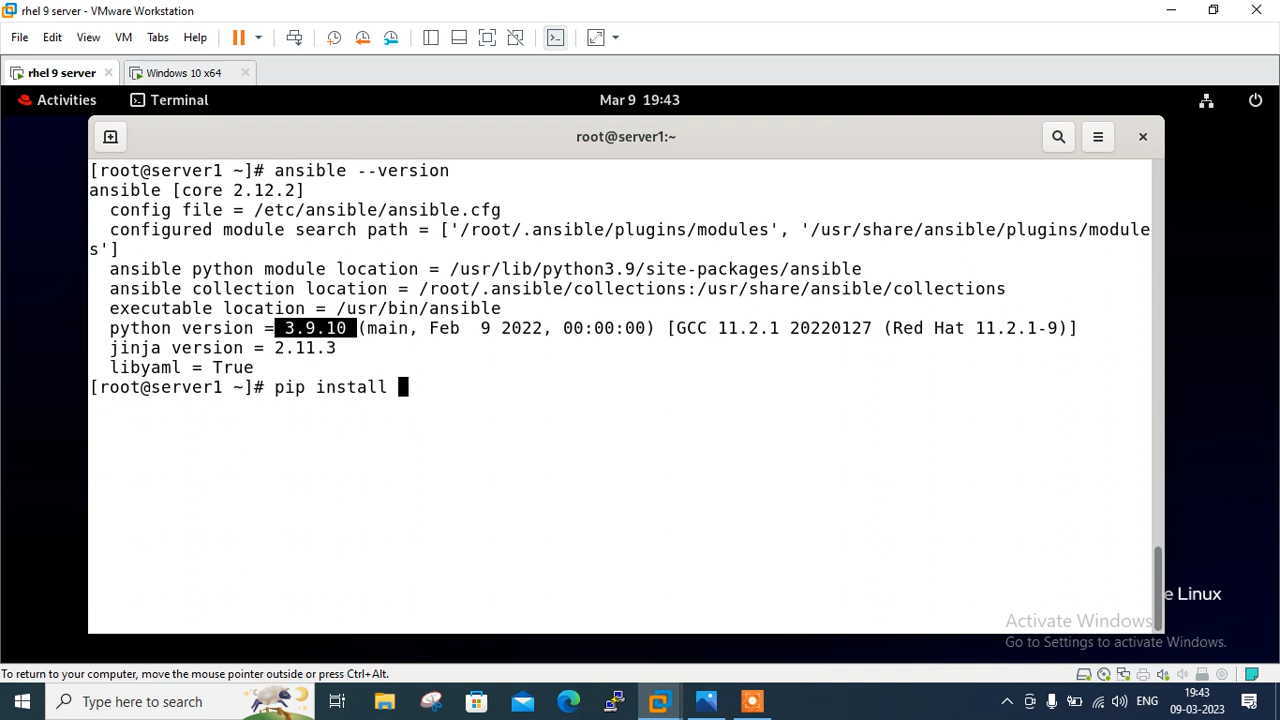 rhel 9 server - VMware Workstation
File Edit View VM Tabs Help
rhel 9 server Windows 10 x64
Activities Terminal Mar 9 19:43
root@server1:~
[root@server1 ~]# ansible --version
ansible [core 2.12.2]
  config file = /etc/ansible/ansible.cfg
  configured module search path = ['/root/.ansible/plugins/modules', '/usr/share/ansible/plugins/module
s']
  ansible python module location = /usr/lib/python3.9/site-packages/ansible
  ansible collection location = /root/.ansible/collections:/usr/share/ansible/collections
  executable location = /usr/bin/ansible
  python version = 3.9.10 (main, Feb  9 2022, 00:00:00) [GCC 11.2.1 20220127 (Red Hat 11.2.1-9)]
  jinja version = 2.11.3
  libyaml = True
[root@server1 ~]# pip install
e Linux
Activate Windows
Go to Settings to activate Windows.
To return to your computer, move the mouse pointer outside or press Ctrl+Alt.
Type here to search
ENG
19:43
09-03-2023